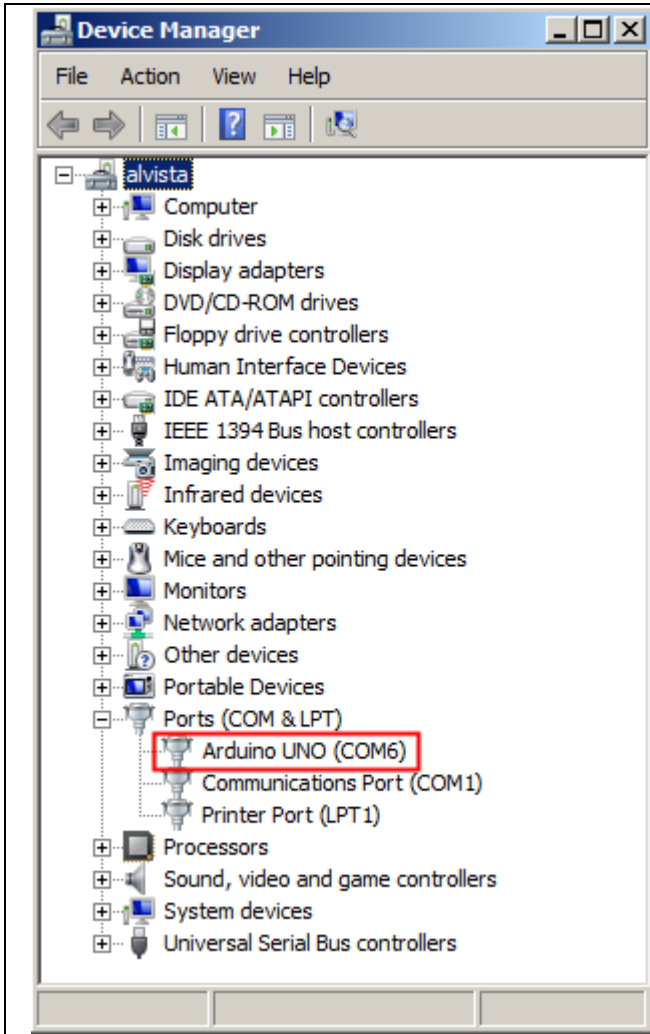 Device Manager
File Action View Help
alvista
Computer
Disk drives
Display adapters
DVD/CD-ROM drives
Floppy drive controllers
Human Interface Devices
IDE ATA/ATAPI controllers
IEEE 1394 Bus host controllers
Imaging devices
Infrared devices
Keyboards
Mice and other pointing devices
Monitors
Network adapters
Other devices
Portable Devices
Ports (COM & LPT)
Arduino UNO (COM6)
Communications Port (COM1)
Printer Port (LPT1)
Processors
Sound, video and game controllers
System devices
Universal Serial Bus controllers